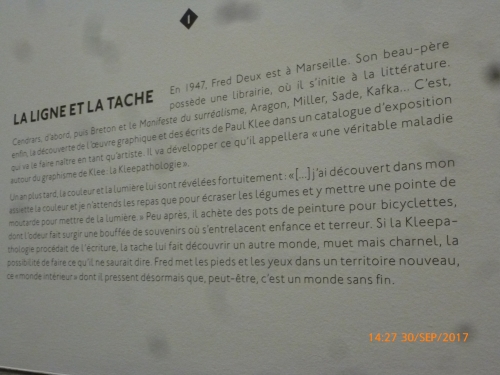 I
LA LIGNE ET LA TACHE En 1947, Fred Deux est à Marseille. Son beau-père
possède une librairie, où il s'initie à la littérature.
Cendrars, d'abord, puis Breton et le Manifeste du surréalisme, Aragon, Miller, Sade, Kafka... C'est,
enfin, la découverte de l'œuvre graphique et des écrits de Paul Klee dans un catalogue d'exposition
qui va le faire naître en tant qu'artiste. Il va développer ce qu'il appellera « une véritable maladie
autour du graphisme de Klee : la Kleepathologie ».
Un an plus tard, la couleur et la lumière lui sont révélées fortuitement : « [...] j'ai découvert dans mon
assiette la couleur et je n'attends les repas que pour écraser les légumes et y mettre une pointe de
moutarde pour mettre de la lumière. » Peu après, il achète des pots de peinture pour bicyclettes,
dont l'odeur fait surgir une bouffée de souvenirs où s'entrelacent enfance et terreur. Si la Kleepa-
thologie procédait de l'écriture, la tache lui fait découvrir un autre monde, muet mais charnel, la
possibilité de faire ce qu'il ne saurait dire. Fred met les pieds et les yeux dans un territoire nouveau,
ce « monde intérieur » dont il pressent désormais que, peut-être, c'est un monde sans fin.
14:27 30/SEP/2017